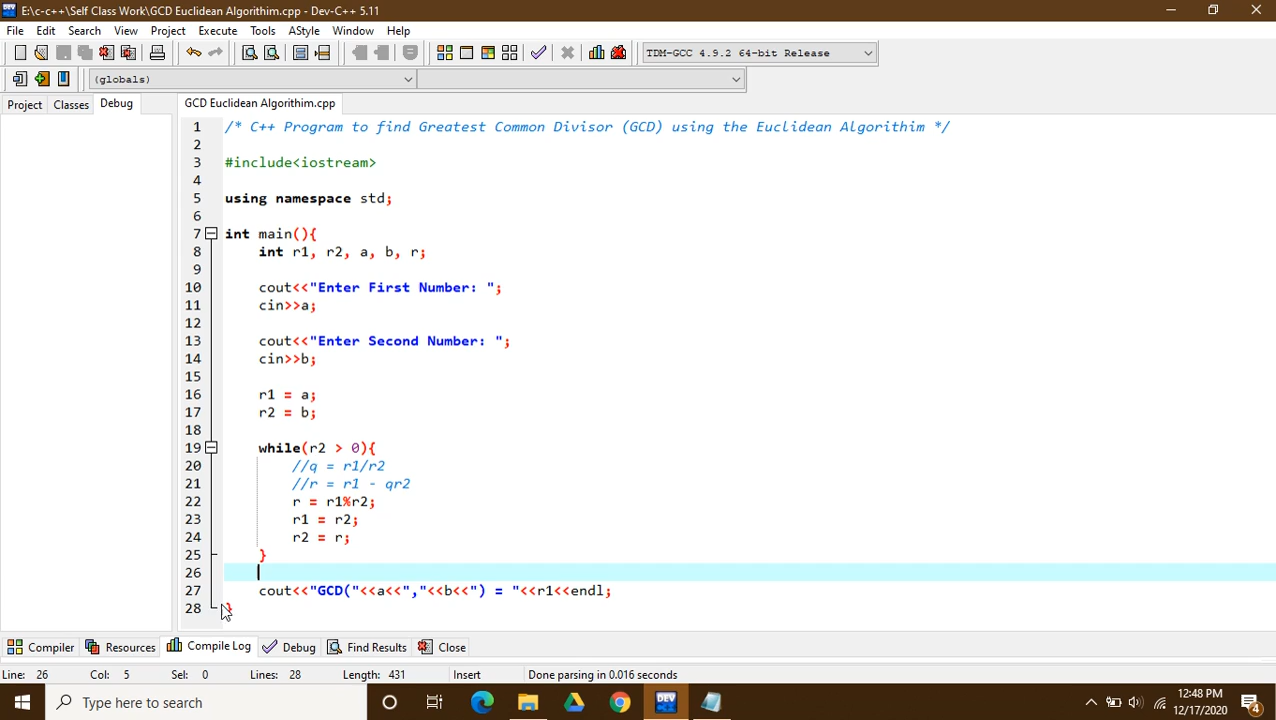 E:\c-c++\Self Class Work\GCD Euclidean Algorithim.cpp - Dev-C++ 5.11
File Edit Search View Project Execute Tools AStyle Window Help
TDM-GCC 4.9.2 64-bit Release
(globals)
Project Classes Debug
GCD Euclidean Algorithim.cpp
1 /* C++ Program to find Greatest Common Divisor (GCD) using the Euclidean Algorithim */
2
3 #include<iostream>
4
5 using namespace std;
6
7 int main(){
8 int r1, r2, a, b, r;
9
10 cout<<"Enter First Number: ";
11 cin>>a;
12
13 cout<<"Enter Second Number: ";
14 cin>>b;
15
16 r1 = a;
17 r2 = b;
18
19 while(r2 > 0){
20 //q = r1/r2
21 //r = r1 - qr2
22 r = r1%r2;
23 r1 = r2;
24 r2 = r;
25 }
26
27 cout<<"GCD("<<a<<","<<b<<") = "<<r1<<endl;
28 }
Compiler Resources Compile Log Debug Find Results Close
Line: 26 Col: 5 Sel: 0 Lines: 28 Length: 431 Insert Done parsing in 0.016 seconds
Type here to search
DEV
12:48 PM
12/17/2020
4